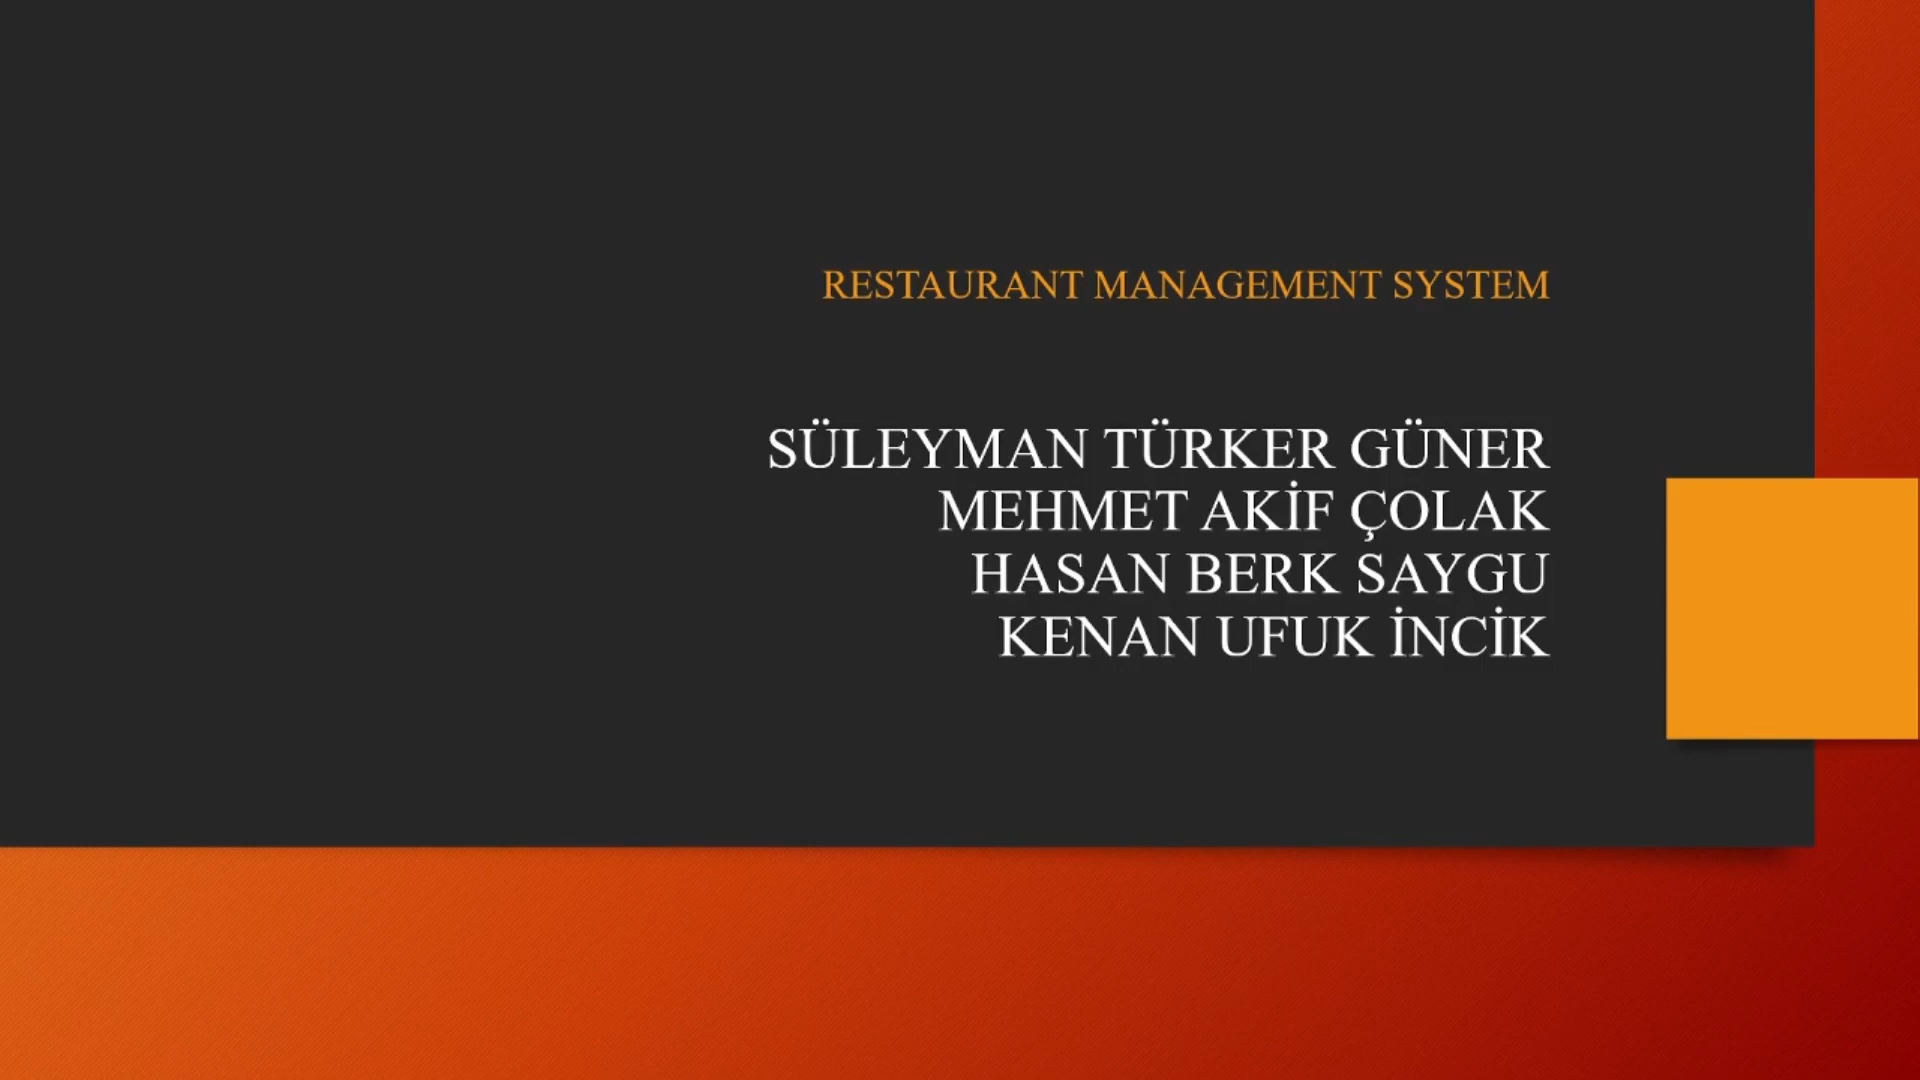 RESTAURANT MANAGEMENT SYSTEM
SÜLEYMAN TÜRKER GÜNER
MEHMET AKİF ÇOLAK
HASAN BERK SAYGU
KENAN UFUK İNCİK